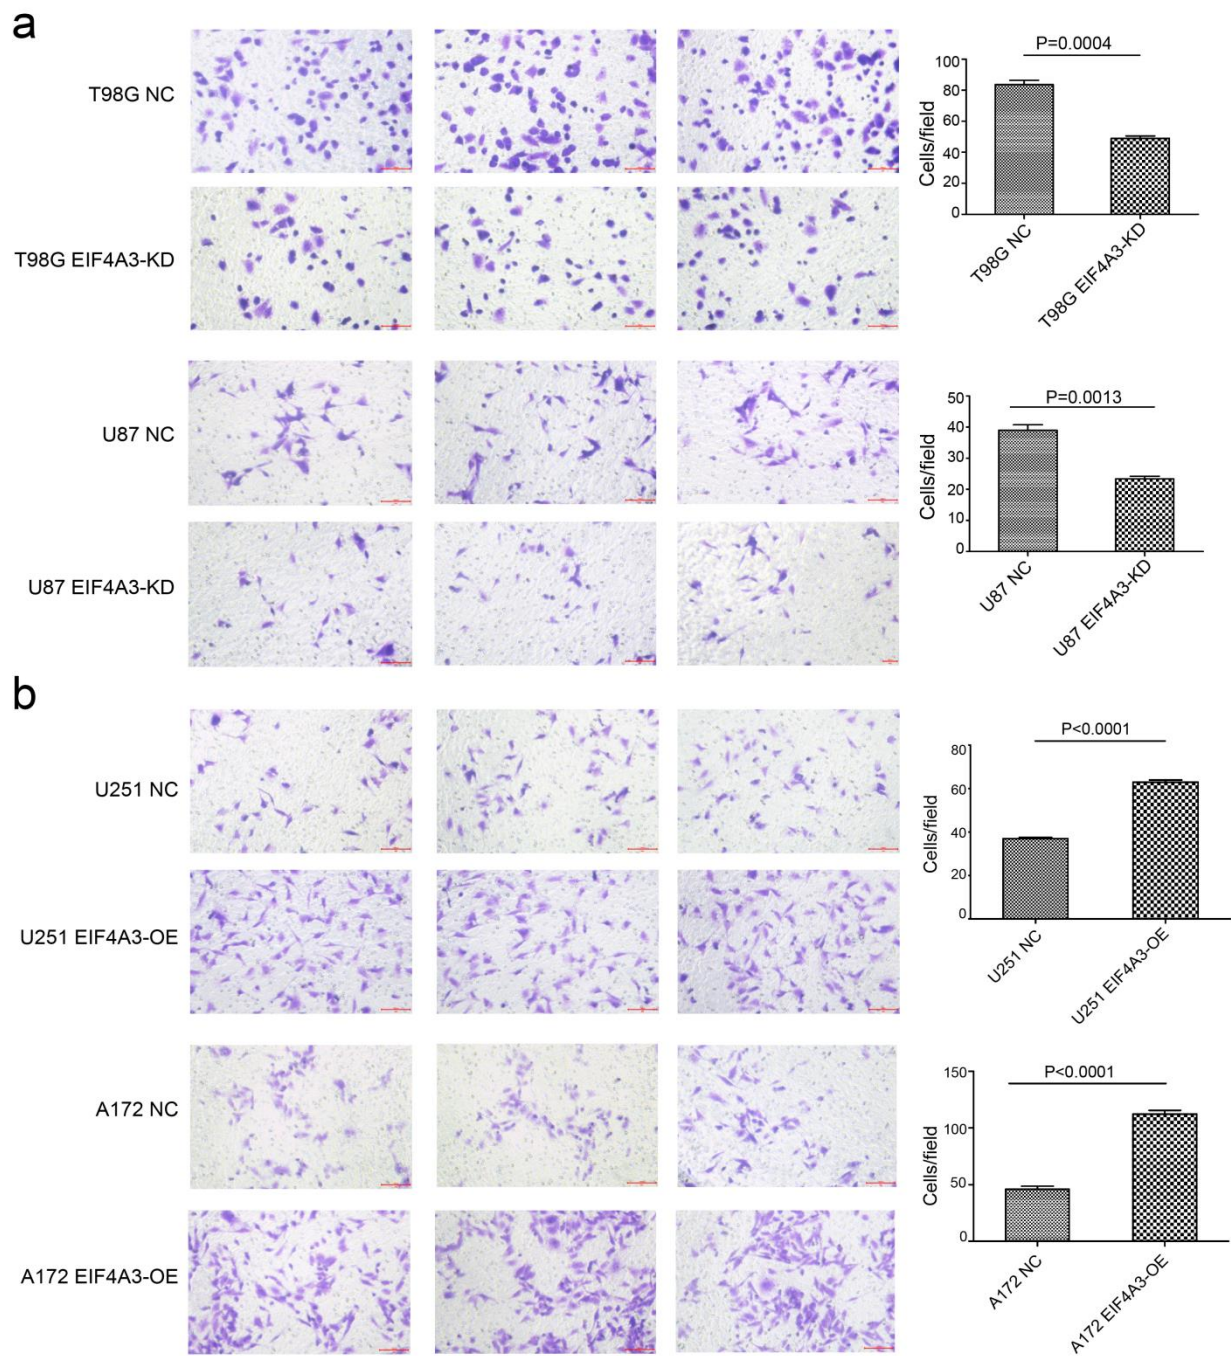 a
T98G NC
T98G EIF4A3-KD
P=0.0004
Cells/field
100
80
60
40
20
0
T98G NC
T98G EIF4A3-KD
U87 NC
U87 EIF4A3-KD
P=0.0013
Cells/field
50
40
30
20
10
0
U87 NC
U87 EIF4A3-KD
b
U251 NC
U251 EIF4A3-OE
P<0.0001
Cells/field
80
60
40
20
0
U251 NC
U251 EIF4A3-OE
A172 NC
A172 EIF4A3-OE
P<0.0001
Cells/field
150
100
50
0
A172 NC
A172 EIF4A3-OE